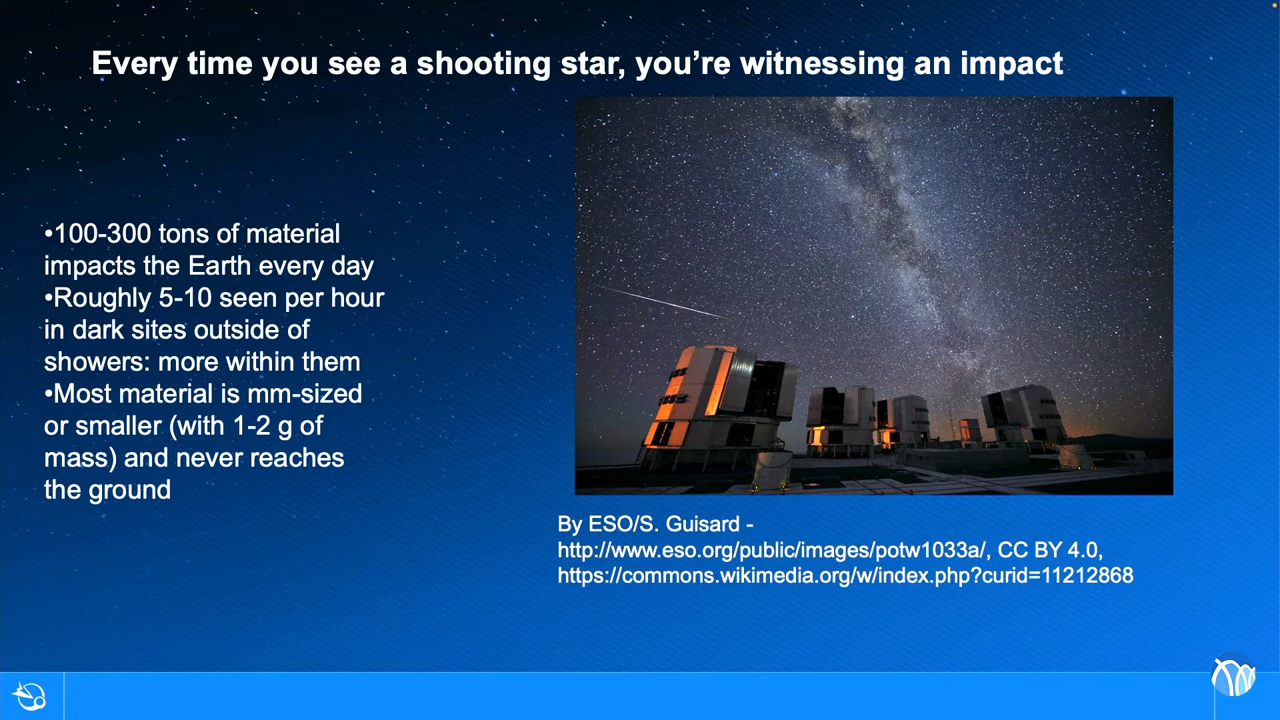 Every time you see a shooting star, you’re witnessing an impact
•100-300 tons of material
impacts the Earth every day
•Roughly 5-10 seen per hour
in dark sites outside of
showers: more within them
•Most material is mm-sized
or smaller (with 1-2 g of
mass) and never reaches
the ground
By ESO/S. Guisard -
http://www.eso.org/public/images/potw1033a/, CC BY 4.0,
https://commons.wikimedia.org/w/index.php?curid=11212868